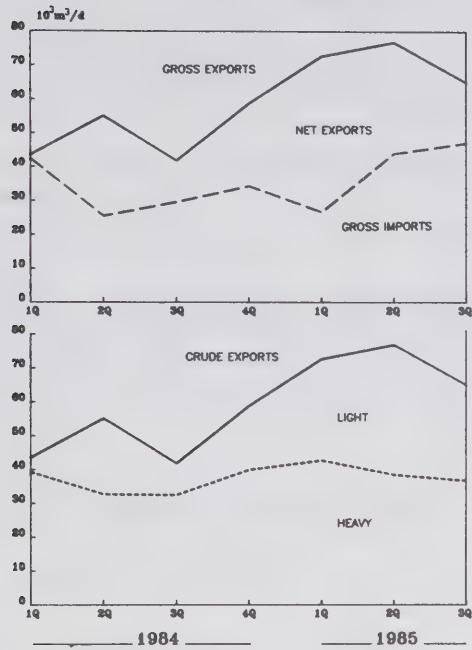 10³m³/d
80
GROSS EXPORTS
70
60
NET EXPORTS
50
40
30
GROSS IMPORTS
20
10
0
1Q 2Q 3Q 4Q 1Q 2Q 3Q
80
CRUDE EXPORTS
70
60
LIGHT
50
40
30
HEAVY
20
10
0
1Q 2Q 3Q 4Q 1Q 2Q 3Q
1984 1985